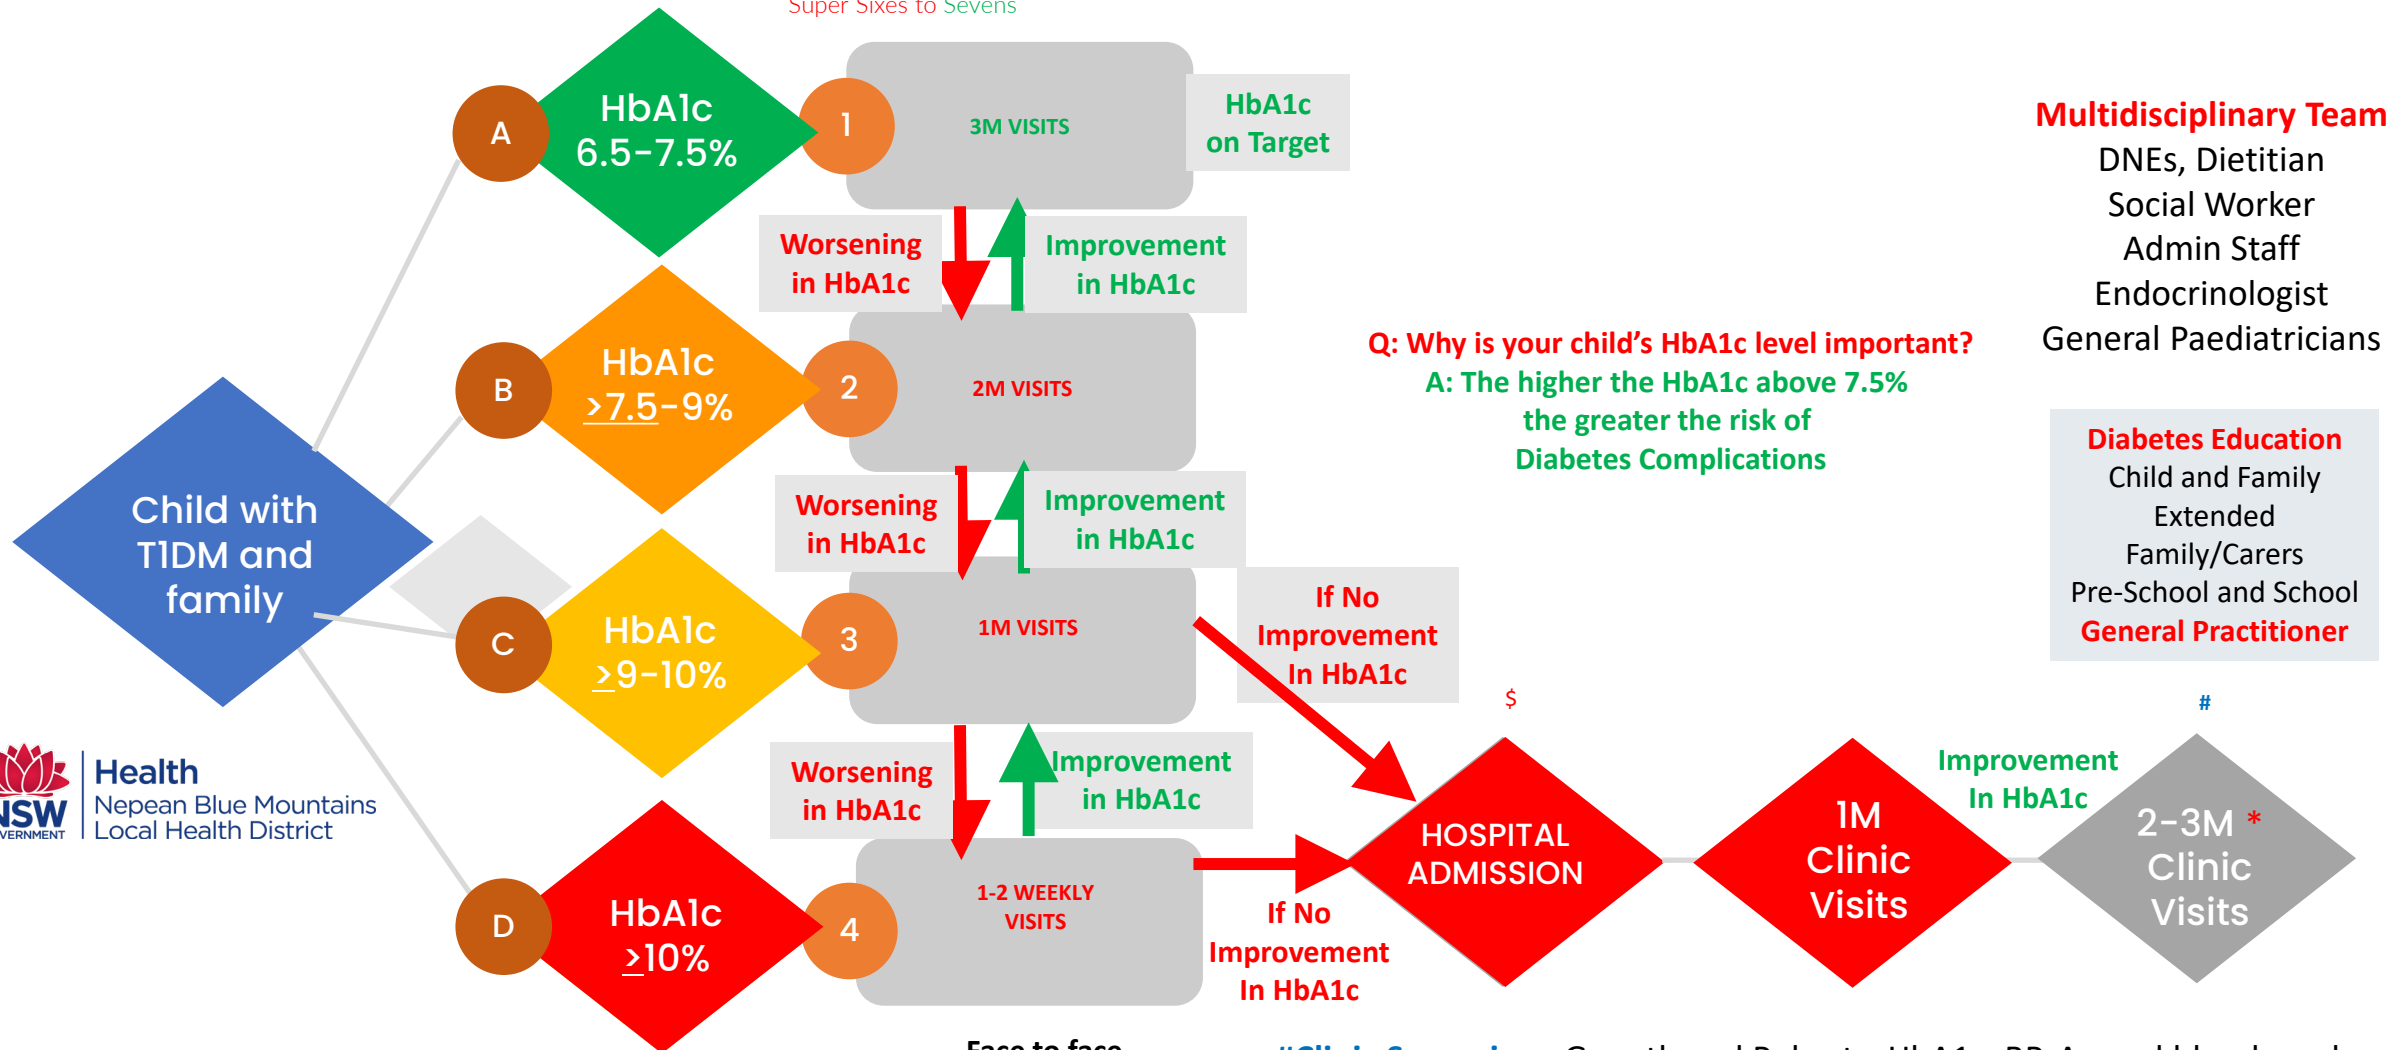 Super Sixes to Sevens
A
HbA1c
6.5-7.5%
1
3M VISITS
HbA1c
on Target
Worsening
in HbA1c
Improvement
in HbA1c
B
HbA1c
>7.5-9%
2
2M VISITS
Worsening
in HbA1c
Improvement
in HbA1c
Child with
T1DM and
family
C
HbA1c
>9-10%
3
1M VISITS
If No
Improvement
In HbA1c
Worsening
in HbA1c
Improvement
in HbA1c
D
HbA1c
>10%
4
1-2 WEEKLY
VISITS
If No
Improvement
In HbA1c
$
HOSPITAL
ADMISSION
1M
Clinic
Visits
Improvement
In HbA1c
#
2-3M *
Clinic
Visits
Q: Why is your child's HbA1c level important?
A: The higher the HbA1c above 7.5%
the greater the risk of
Diabetes Complications
Multidisciplinary Team
DNEs, Dietitian
Social Worker
Admin Staff
Endocrinologist
General Paediatricians
Diabetes Education
Child and Family
Extended
Family/Carers
Pre-School and School
General Practitioner
NSW
Health
Nepean Blue Mountains
Local Health District
Face to face